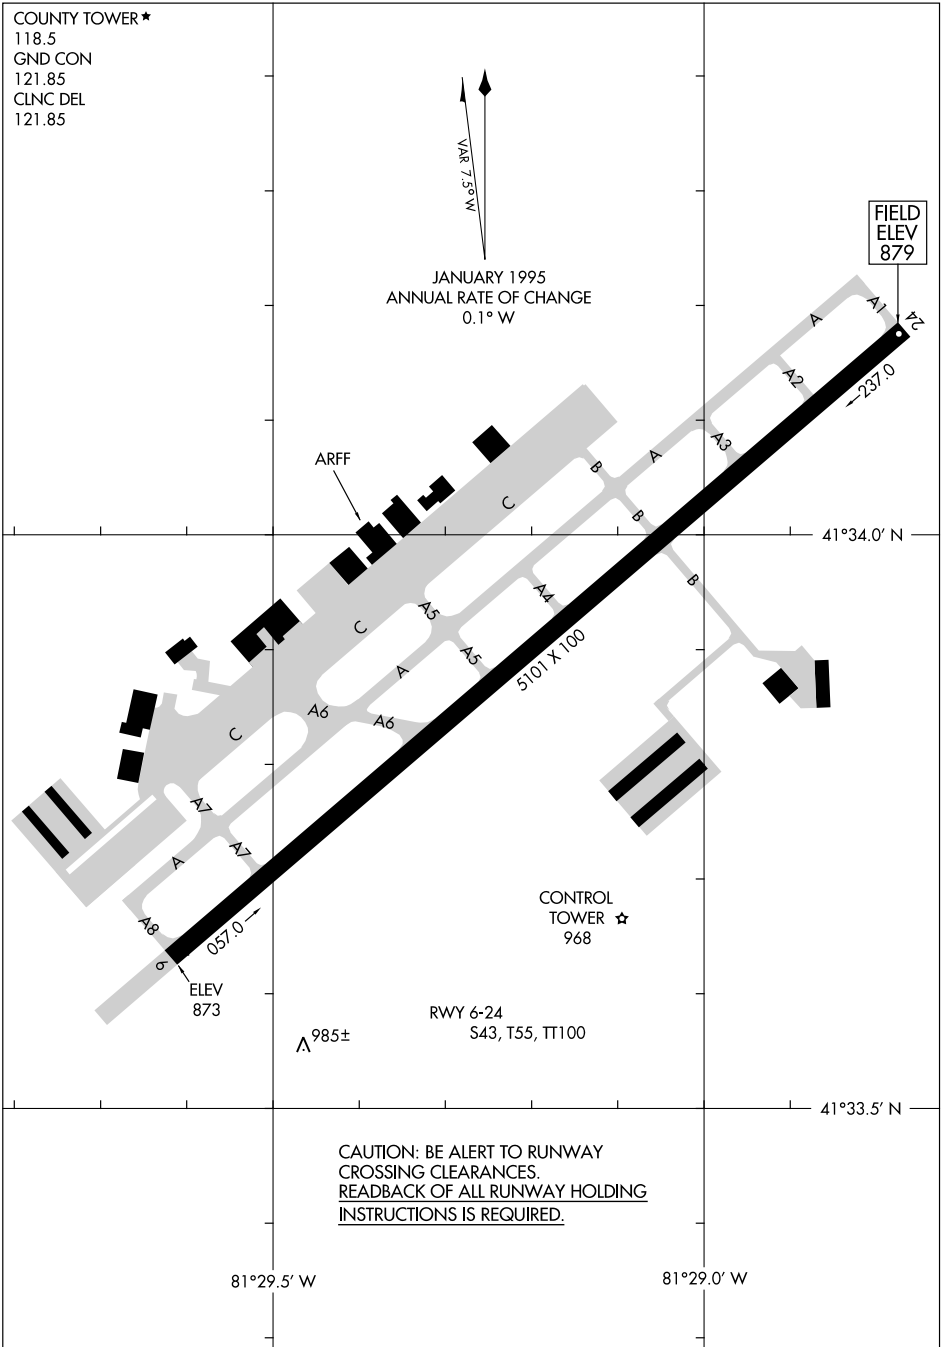 COUNTY TOWER★
118.5
GND CON
121.85
CLNC DEL
121.85
VAR 7.5° W
JANUARY 1995
ANNUAL RATE OF CHANGE
0.1° W
FIELD
ELEV
879
A1
24
A
A2
237.0
A3
A
ARFF
B
C
B
41°34.0' N
B
A4
A5
C
A5
5101 X 100
A
A6
A6
C
A7
A7
A
A8
057.0
6
CONTROL
TOWER
968
ELEV
873
RWY 6-24
S43, T55, TT100
985±
41°33.5' N
CAUTION: BE ALERT TO RUNWAY
CROSSING CLEARANCES.
READBACK OF ALL RUNWAY HOLDING
INSTRUCTIONS IS REQUIRED.
81°29.5' W
81°29.0' W